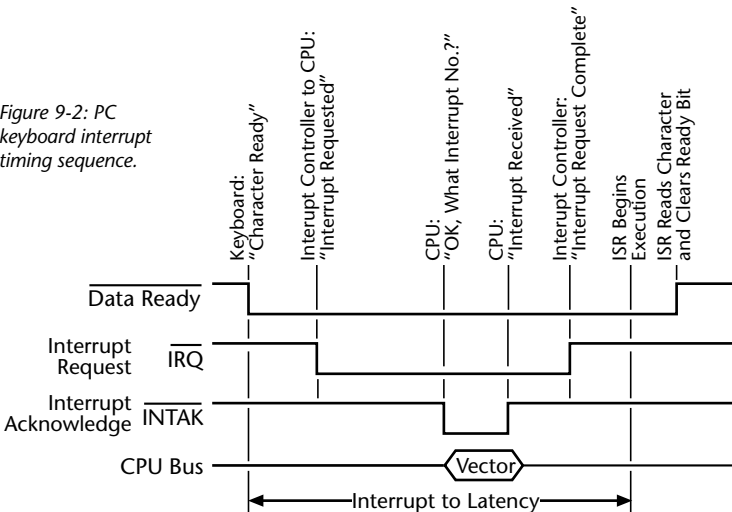 Figure 9-2: PC
keyboard interrupt
timing sequence.
Keyboard:
“Character Ready”
Interupt Controller to CPU:
“Interrupt Requested”
CPU:
“OK, What Interrupt No.?”
CPU:
“Interrupt Received”
Interupt Controller:
“Interrupt Request Complete”
ISR Begins
Execution
ISR Reads Character
and Clears Ready Bit
Data Ready
Interrupt
Request
IRQ
Interrupt
Acknowledge
INTAK
CPU Bus
Vector
Interrupt to Latency